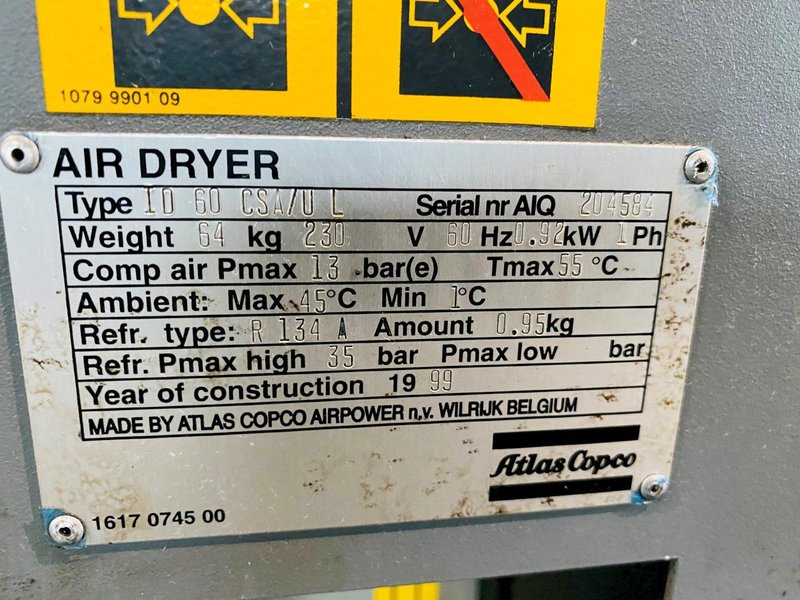 1079 9901 09
AIR DRYER
Type ID 60 CSA/U L Serial nr AIQ 204584
Weight 64 kg 230 V 60 Hz 0.92 kW 1 Ph
Comp air Pmax 13 bar(e) Tmax 55 °C
Ambient: Max 45°C Min 1°C
Refr. type: R 134 A Amount 0.95 kg
Refr. Pmax high 35 bar Pmax low bar
Year of construction 19 99
MADE BY ATLAS COPCO AIRPOWER n.v. WILRIJK BELGIUM
Atlas Copco
1617 0745 00